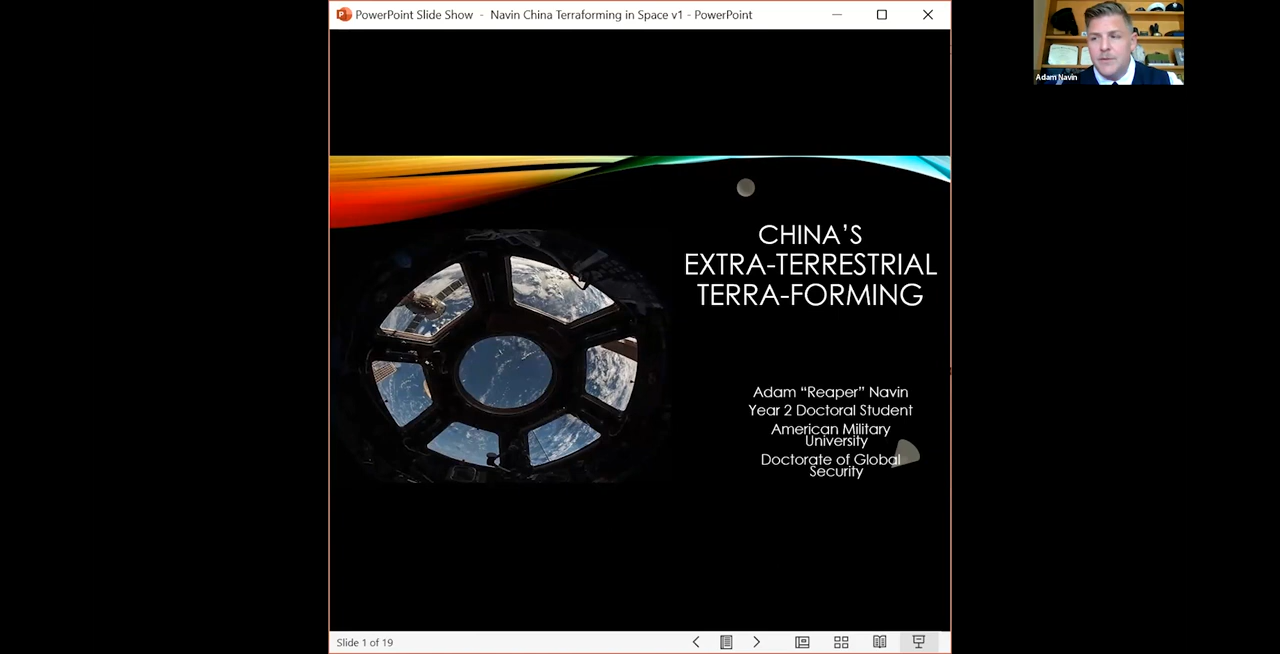 PowerPoint Slide Show - Navin China Terraforming in Space v1 - PowerPoint
Adam Navin
CHINA'S
EXTRA-TERRESTRIAL
TERRA-FORMING
Adam “Reaper” Navin
Year 2 Doctoral Student
American Military
University
Doctorate of Global
Security
Slide 1 of 19